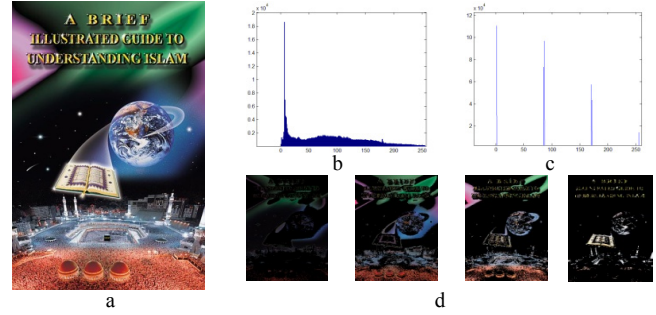 A BRIEF
ILLUSTRATED GUIDE TO
UNDERSTANDING ISLAM
a
x 10⁴
2
1.8
1.6
1.4
1.2
1
0.8
0.6
0.4
0.2
0 50 100 150 200 250
b
x 10⁴
12
10
8
6
4
2
0 50 100 150 200 250
c
d